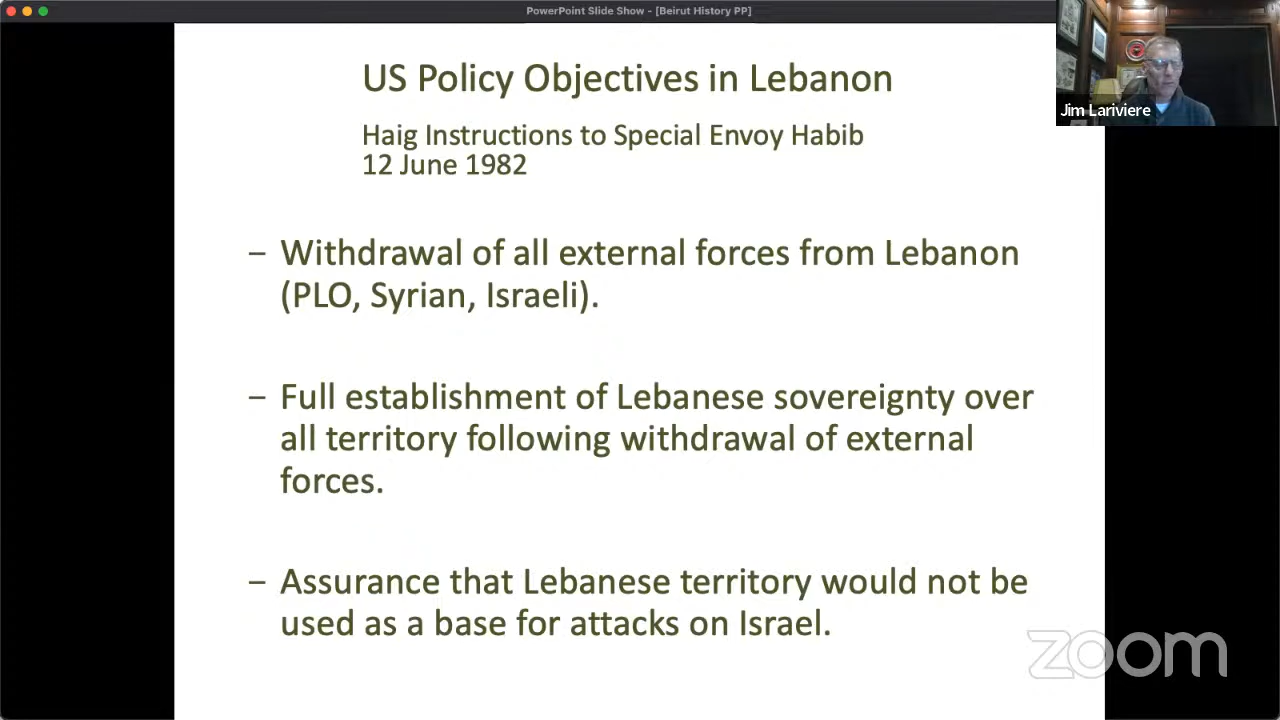 PowerPoint Slide Show - [Beirut History PP]
US Policy Objectives in Lebanon
Jim Lariviere
Haig Instructions to Special Envoy Habib
12 June 1982
– Withdrawal of all external forces from Lebanon
(PLO, Syrian, Israeli).
– Full establishment of Lebanese sovereignty over
all territory following withdrawal of external
forces.
– Assurance that Lebanese territory would not be
used as a base for attacks on Israel.
zoom